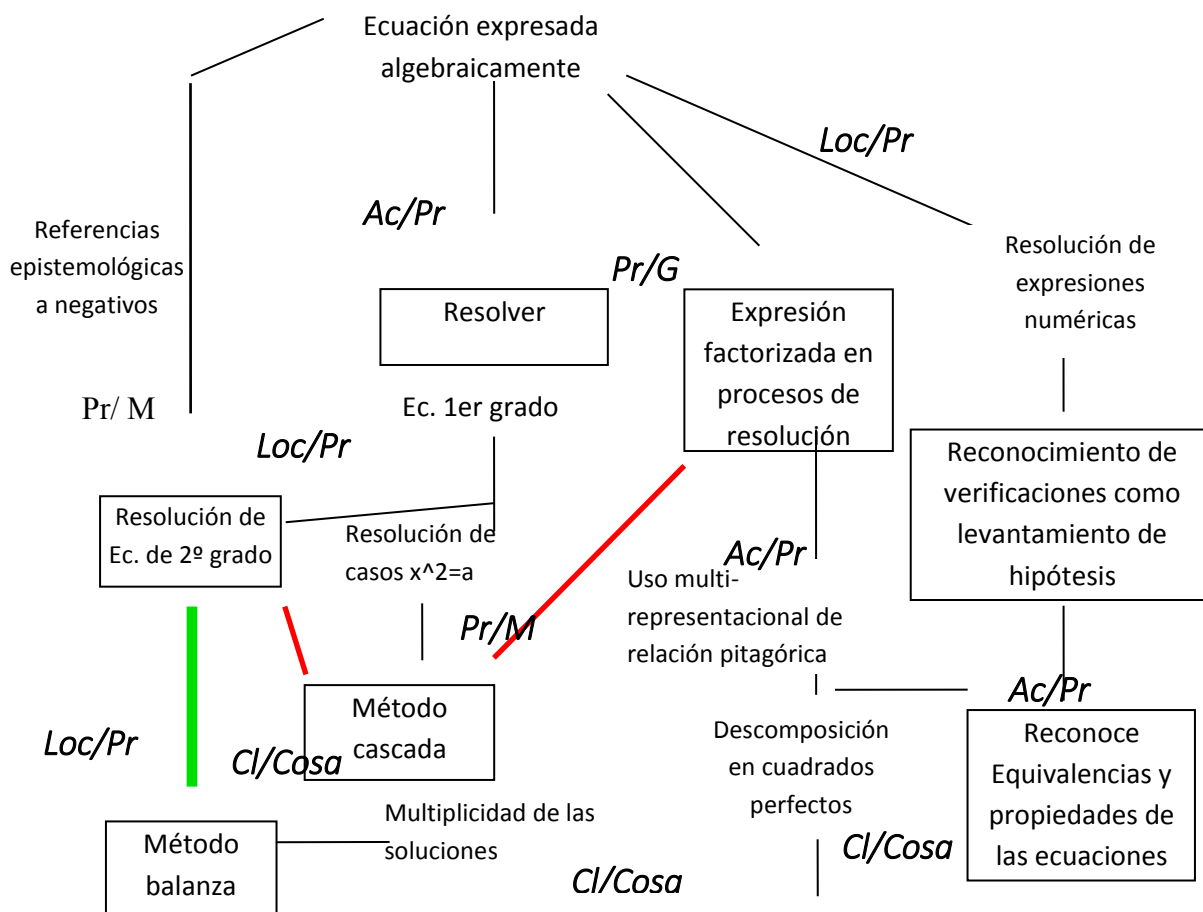 Ecuación expresada
algebraicamente
Loc/Pr
Ac/Pr
Referencias
epistemológicas
a negativos
Resolución de
expresiones
numéricas
Pr/G
Resolver
Expresión
factorizada en
procesos de
resolución
Pr/ M
Ec. 1er grado
Loc/Pr
Reconocimiento de
verificaciones como
levantamiento de
hipótesis
Resolución de
Ec. de 2º grado
Resolución de
casos x^2=a
Ac/Pr
Uso multi-
representacional de
relación pitagórica
Pr/M
Ac/Pr
Método
cascada
Loc/Pr
Cl/Cosa
Descomposición
en cuadrados
perfectos
Reconoce
Equivalencias y
propiedades de
las ecuaciones
Multiplicidad de las
soluciones
Método
balanza
Cl/Cosa
Cl/Cosa